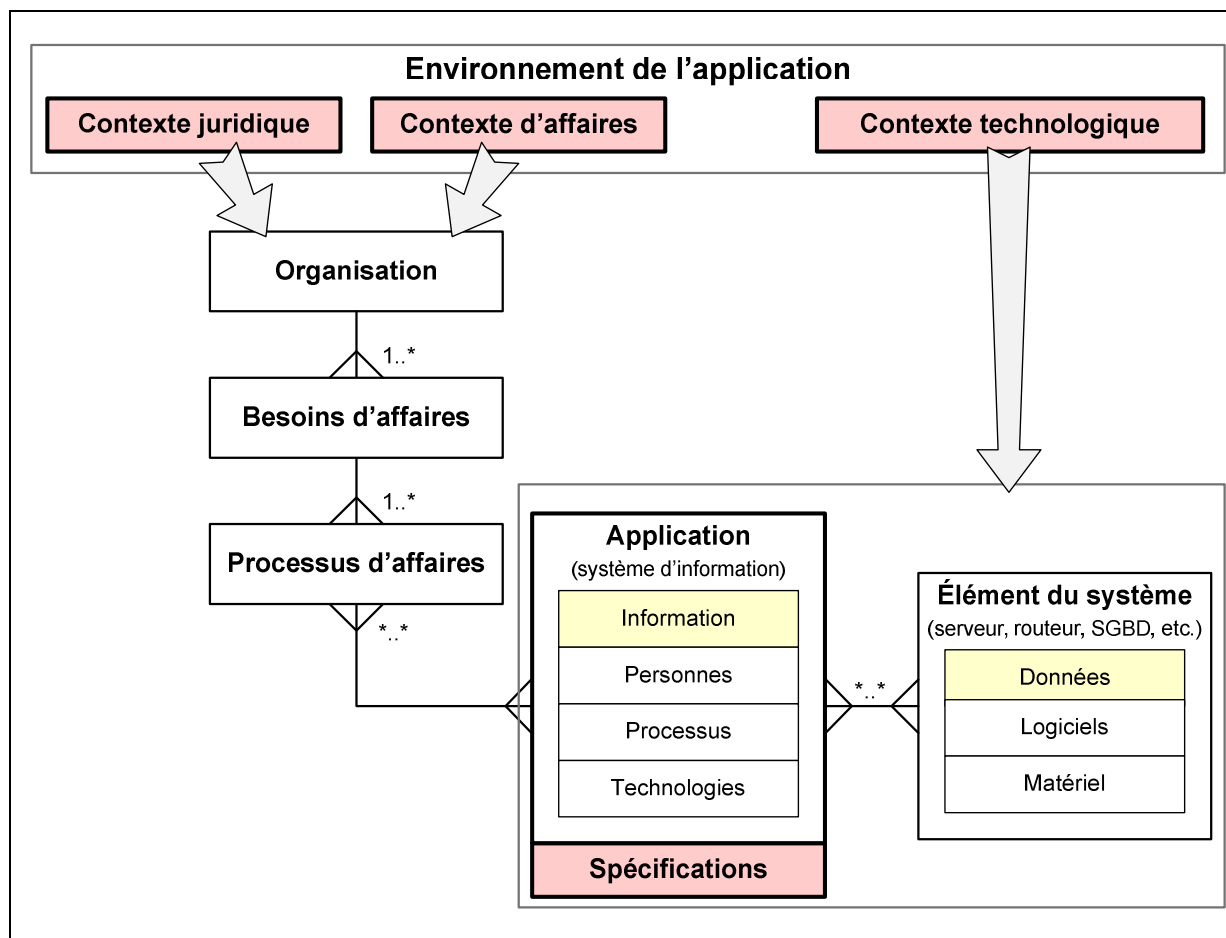 Environnement de l’application
Contexte juridique
Contexte d’affaires
Contexte technologique
Organisation
1..*
Besoins d’affaires
1..*
Processus d’affaires
*..*
Application
(système d’information)
Information
Personnes
Processus
Technologies
Spécifications
*..*
Élément du système
(serveur, routeur, SGBD, etc.)
Données
Logiciels
Matériel